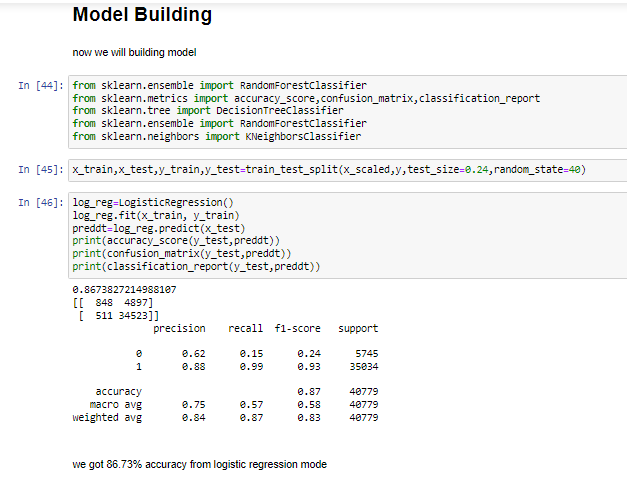 Model Building
now we will building model
In [44]: from sklearn.ensemble import RandomForestClassifier
from sklearn.metrics import accuracy_score,confusion_matrix,classification_report
from sklearn.tree import DecisionTreeClassifier
from sklearn.ensemble import RandomForestClassifier
from sklearn.neighbors import KNeighborsClassifier
In [45]: x_train,x_test,y_train,y_test=train_test_split(x_scaled,y,test_size=0.24,random_state=40)
In [46]: log_reg=LogisticRegression()
log_reg.fit(x_train, y_train)
preddt=log_reg.predict(x_test)
print(accuracy_score(y_test,preddt))
print(confusion_matrix(y_test,preddt))
print(classification_report(y_test,preddt))
0.8673827214988107
[[  848  4897]
 [  511 34523]]
precision    recall  f1-score   support
0       0.62      0.15      0.24      5745
1       0.88      0.99      0.93     35034
accuracy                           0.87     40779
macro avg       0.75      0.57      0.58     40779
weighted avg       0.84      0.87      0.83     40779
we got 86.73% accuracy from logistic regression mode